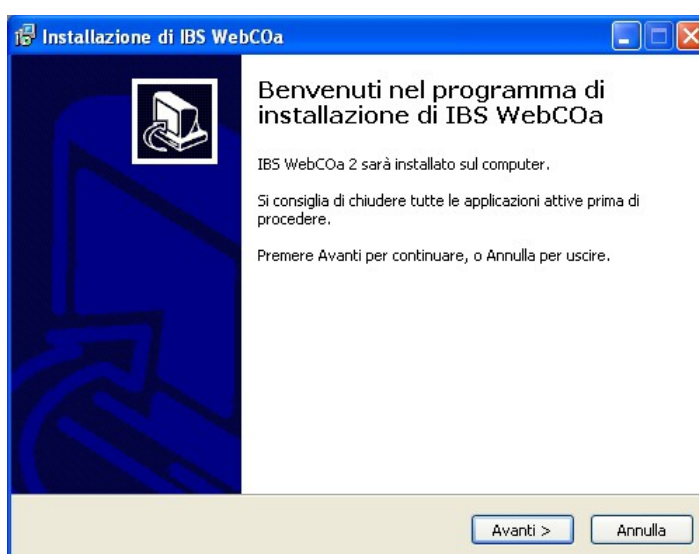 Installazione di IBS WebCOa
Benvenuti nel programma di
installazione di IBS WebCOa
IBS WebCOa 2 sarà installato sul computer.
Si consiglia di chiudere tutte le applicazioni attive prima di
procedere.
Premere Avanti per continuare, o Annulla per uscire.
Avanti >
Annulla